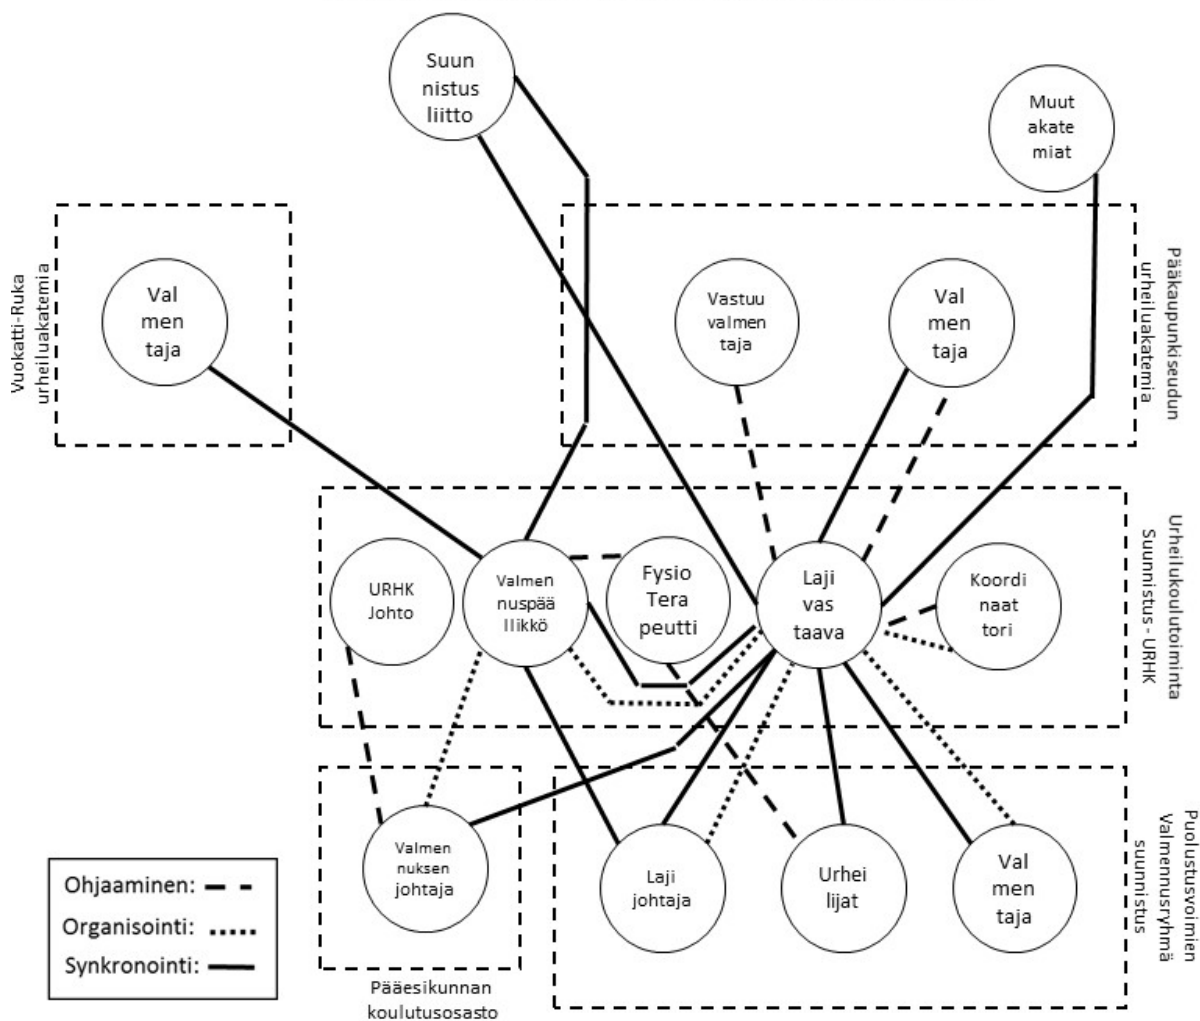 Suun
nistus
liitto
Muut
akate
miat
Vuokatti-Ruka
urheiluakatemia
Val
men
taja
Vastuu
valmen
taja
Val
men
taja
Pääkaupunkiseudun
urheiluakatemia
URHK
Johto
Valmen
nuspää
llikkö
Fysio
Tera
peutti
Laji
vas
taava
Koordi
naat
tori
Urheilukoulutoiminta
Suunnistus - URHK
Valmen
nuksen
johtaja
Laji
johtaja
Urhei
lijat
Val
men
taja
Puolustusvoimien
Valmennusryhmä
suunnistus
Ohjaaminen:
Organisointi:
Synkronointi:
Pääesikunnan
koulutusosasto